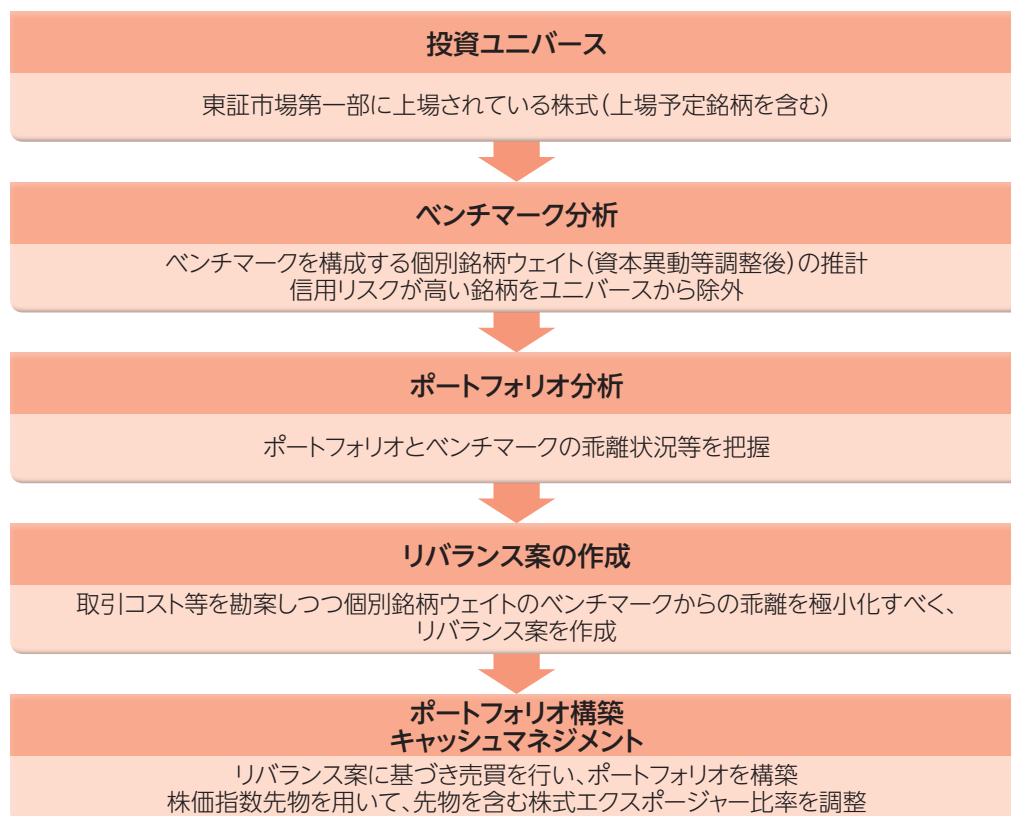 投資ユニバース
東証市場第一部に上場されている株式(上場予定銘柄を含む)
ベンチマーク分析
ベンチマークを構成する個別銘柄ウェイト(資本異動等調整後)の推計
信用リスクが高い銘柄をユニバースから除外
ポートフォリオ分析
ポートフォリオとベンチマークの乖離状況等を把握
リバランス案の作成
取引コスト等を勘案しつつ個別銘柄ウェイトのベンチマークからの乖離を極小化すべく、
リバランス案を作成
ポートフォリオ構築
キャッシュマネジメント
リバランス案に基づき売買を行い、ポートフォリオを構築
株価指数先物を用いて、先物を含む株式エクスポージャー比率を調整